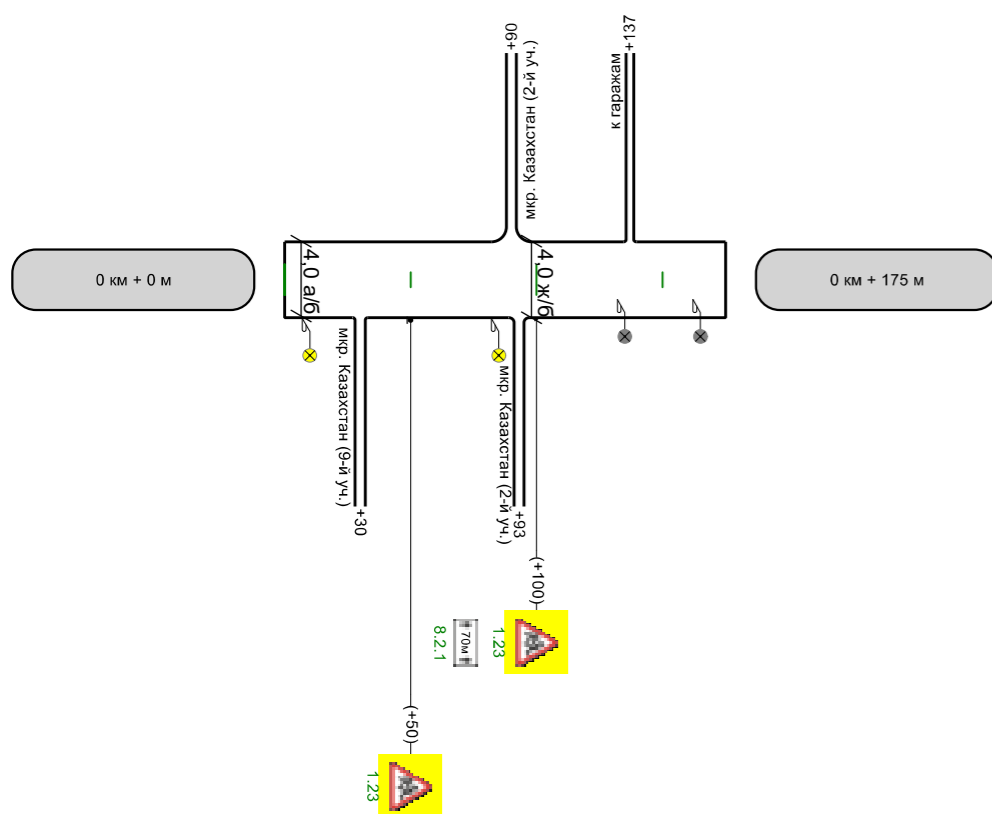 +90
мкр. Казахстан (2-й уч.)
+137
к гаражам
0 км + 0 м
4,0 а/б
4,0 ж/б
0 км + 175 м
мкр. Казахстан (9-й уч.)
+30
мкр. Казахстан (2-й уч.)
+93
(+100)
1.23
70м
8.2.1
(+50)
1.23